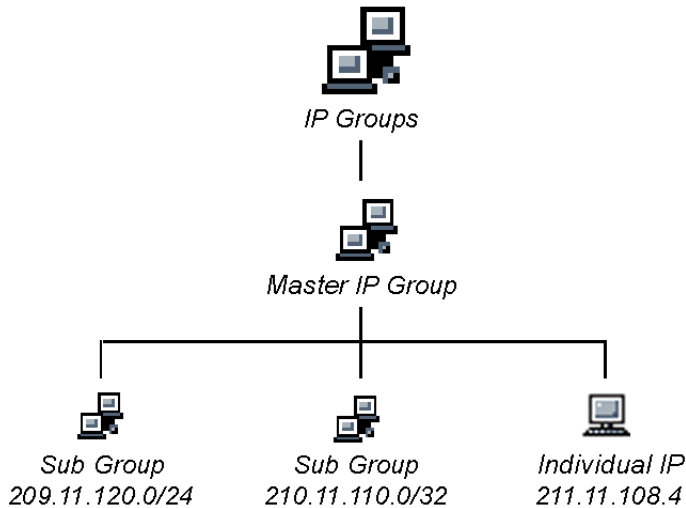 IP Groups
Master IP Group
Sub Group
209.11.120.0/24
Sub Group
210.11.110.0/32
Individual IP
211.11.108.4